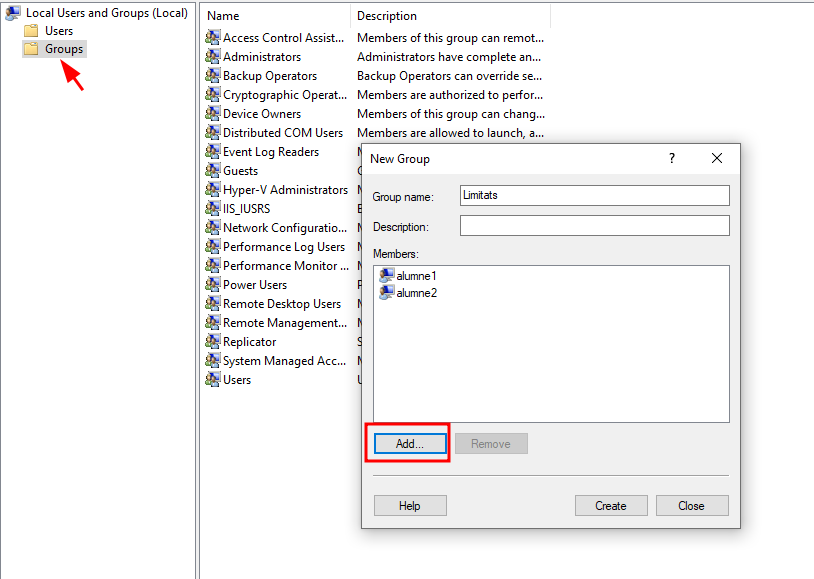 Local Users and Groups (Local)
Users
Groups
Name Description
Access Control Assist... Members of this group can remot...
Administrators Administrators have complete an...
Backup Operators Backup Operators can override se...
Cryptographic Operat... Members are authorized to perfor...
Device Owners Members of this group can chang...
Distributed COM Users Members are allowed to launch, a...
Event Log Readers
Guests
Hyper-V Administrators
IIS_IUSRS
Network Configuratio...
Performance Log Users
Performance Monitor ...
Power Users
Remote Desktop Users
Remote Management...
Replicator
System Managed Acc...
Users
New Group ?
Group name: Limitats
Description:
Members:
alumne1
alumne2
Add... Remove
Help Create Close